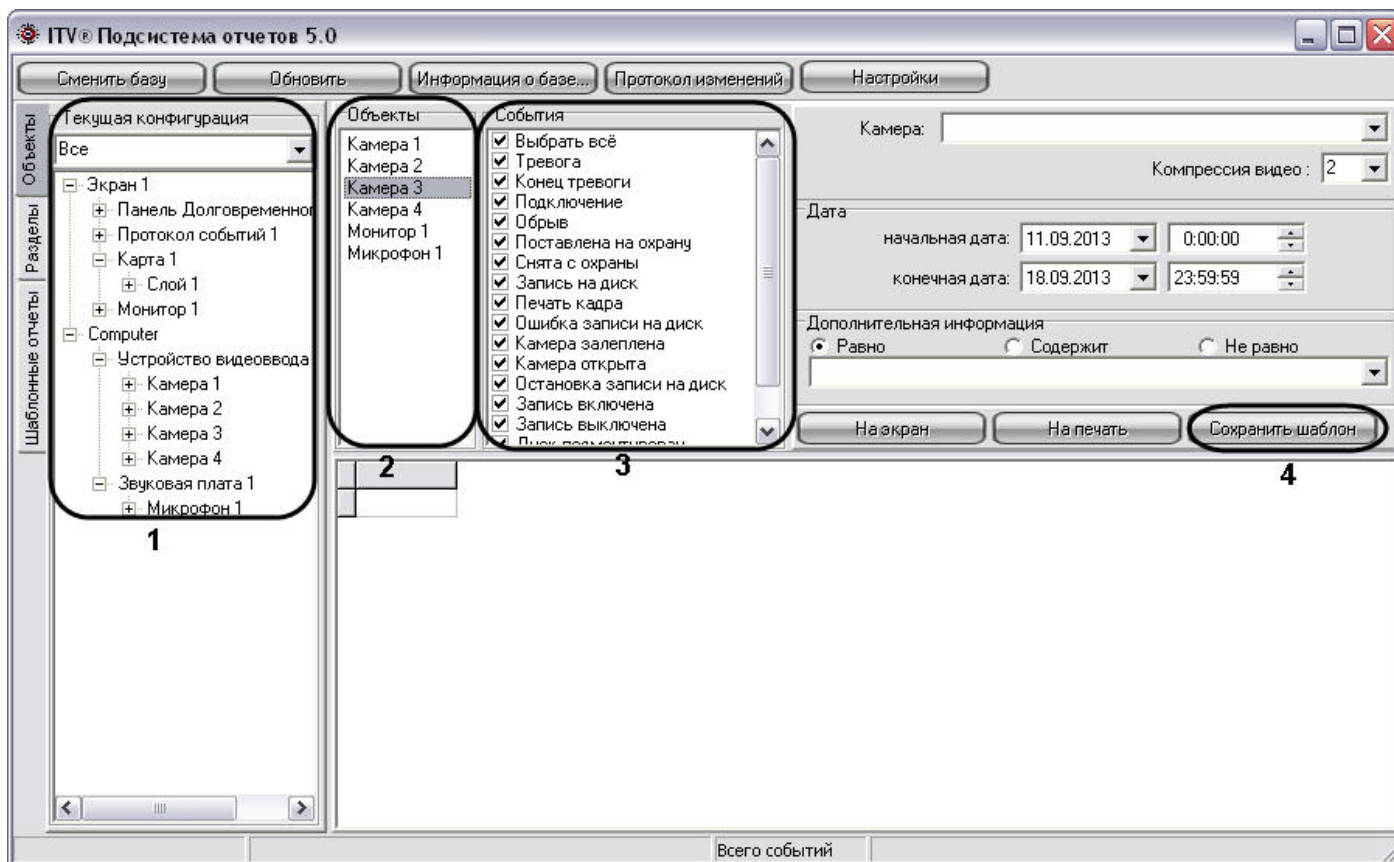 ITV® Подсистема отчетов 5.0
Сменить базу
Обновить
Информация о базе...
Протокол изменений
Настройки
Объекты
Разделы
Шаблонные отчеты
Текущая конфигурация
Все
Экран 1
Панель Долговременног
Протокол событий 1
Карта 1
Слой 1
Монитор 1
Computer
Устройство видеоввода
Камера 1
Камера 2
Камера 3
Камера 4
Звуковая плата 1
Микрофон 1
1
Объекты
Камера 1
Камера 2
Камера 3
Камера 4
Монитор 1
Микрофон 1
2
События
Выбрать всё
Тревога
Конец тревоги
Подключение
Обрыв
Поставлена на охрану
Снята с охраны
Запись на диск
Печать кадра
Ошибка записи на диск
Камера залеплена
Камера открыта
Остановка записи на диск
Запись включена
Запись выключена
3
Камера:
Компрессия видео : 2
Дата
начальная дата: 11.09.2013 0:00:00
конечная дата: 18.09.2013 23:59:59
Дополнительная информация
Равно Содержит Не равно
На экран
На печать
Сохранить шаблон
4
Всего событий